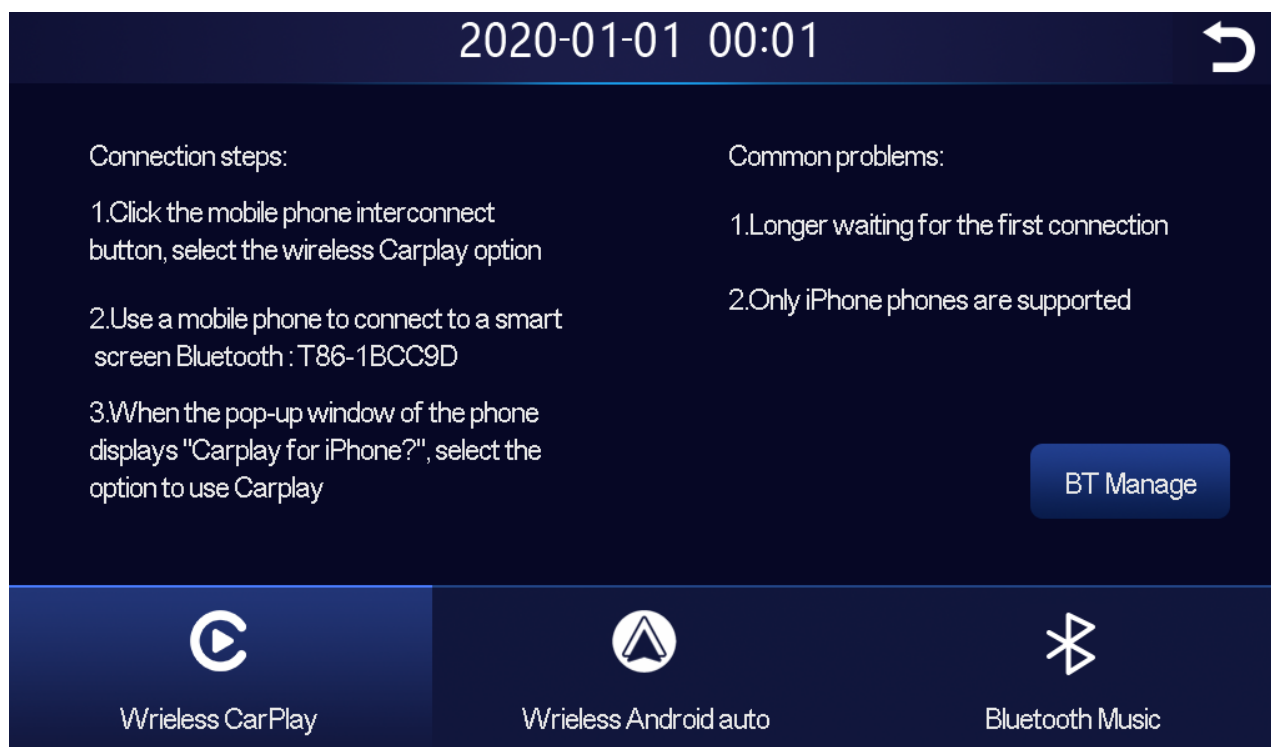 2020-01-01 00:01
Connection steps:
1.Click the mobile phone interconnect
button, select the wireless Carplay option
2.Use a mobile phone to connect to a smart
screen Bluetooth : T86-1BCC9D
3.When the pop-up window of the phone
displays "Carplay for iPhone?", select the
option to use Carplay
Common problems:
1.Longer waiting for the first connection
2.Only iPhone phones are supported
BT Manage
Wrieless CarPlay
Wrieless Android auto
Bluetooth Music